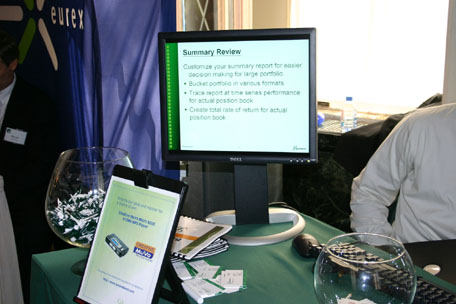 eurex
Summary Review
Customize your summary report for easier
decision making for large portfolio.
• Bucket portfolio in various formats.
• Trace report at time series performance
for actual position book
• Create total rate of return for actual
position book
DELL
MuVo